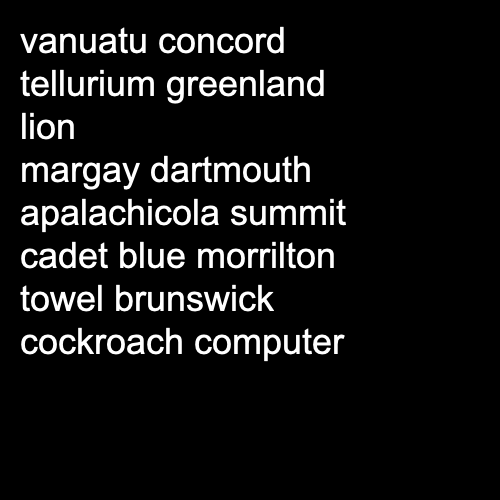 vanuatu concord
tellurium greenland
lion
margay dartmouth
apalachicola summit
cadet blue morrilton
towel brunswick
cockroach computer